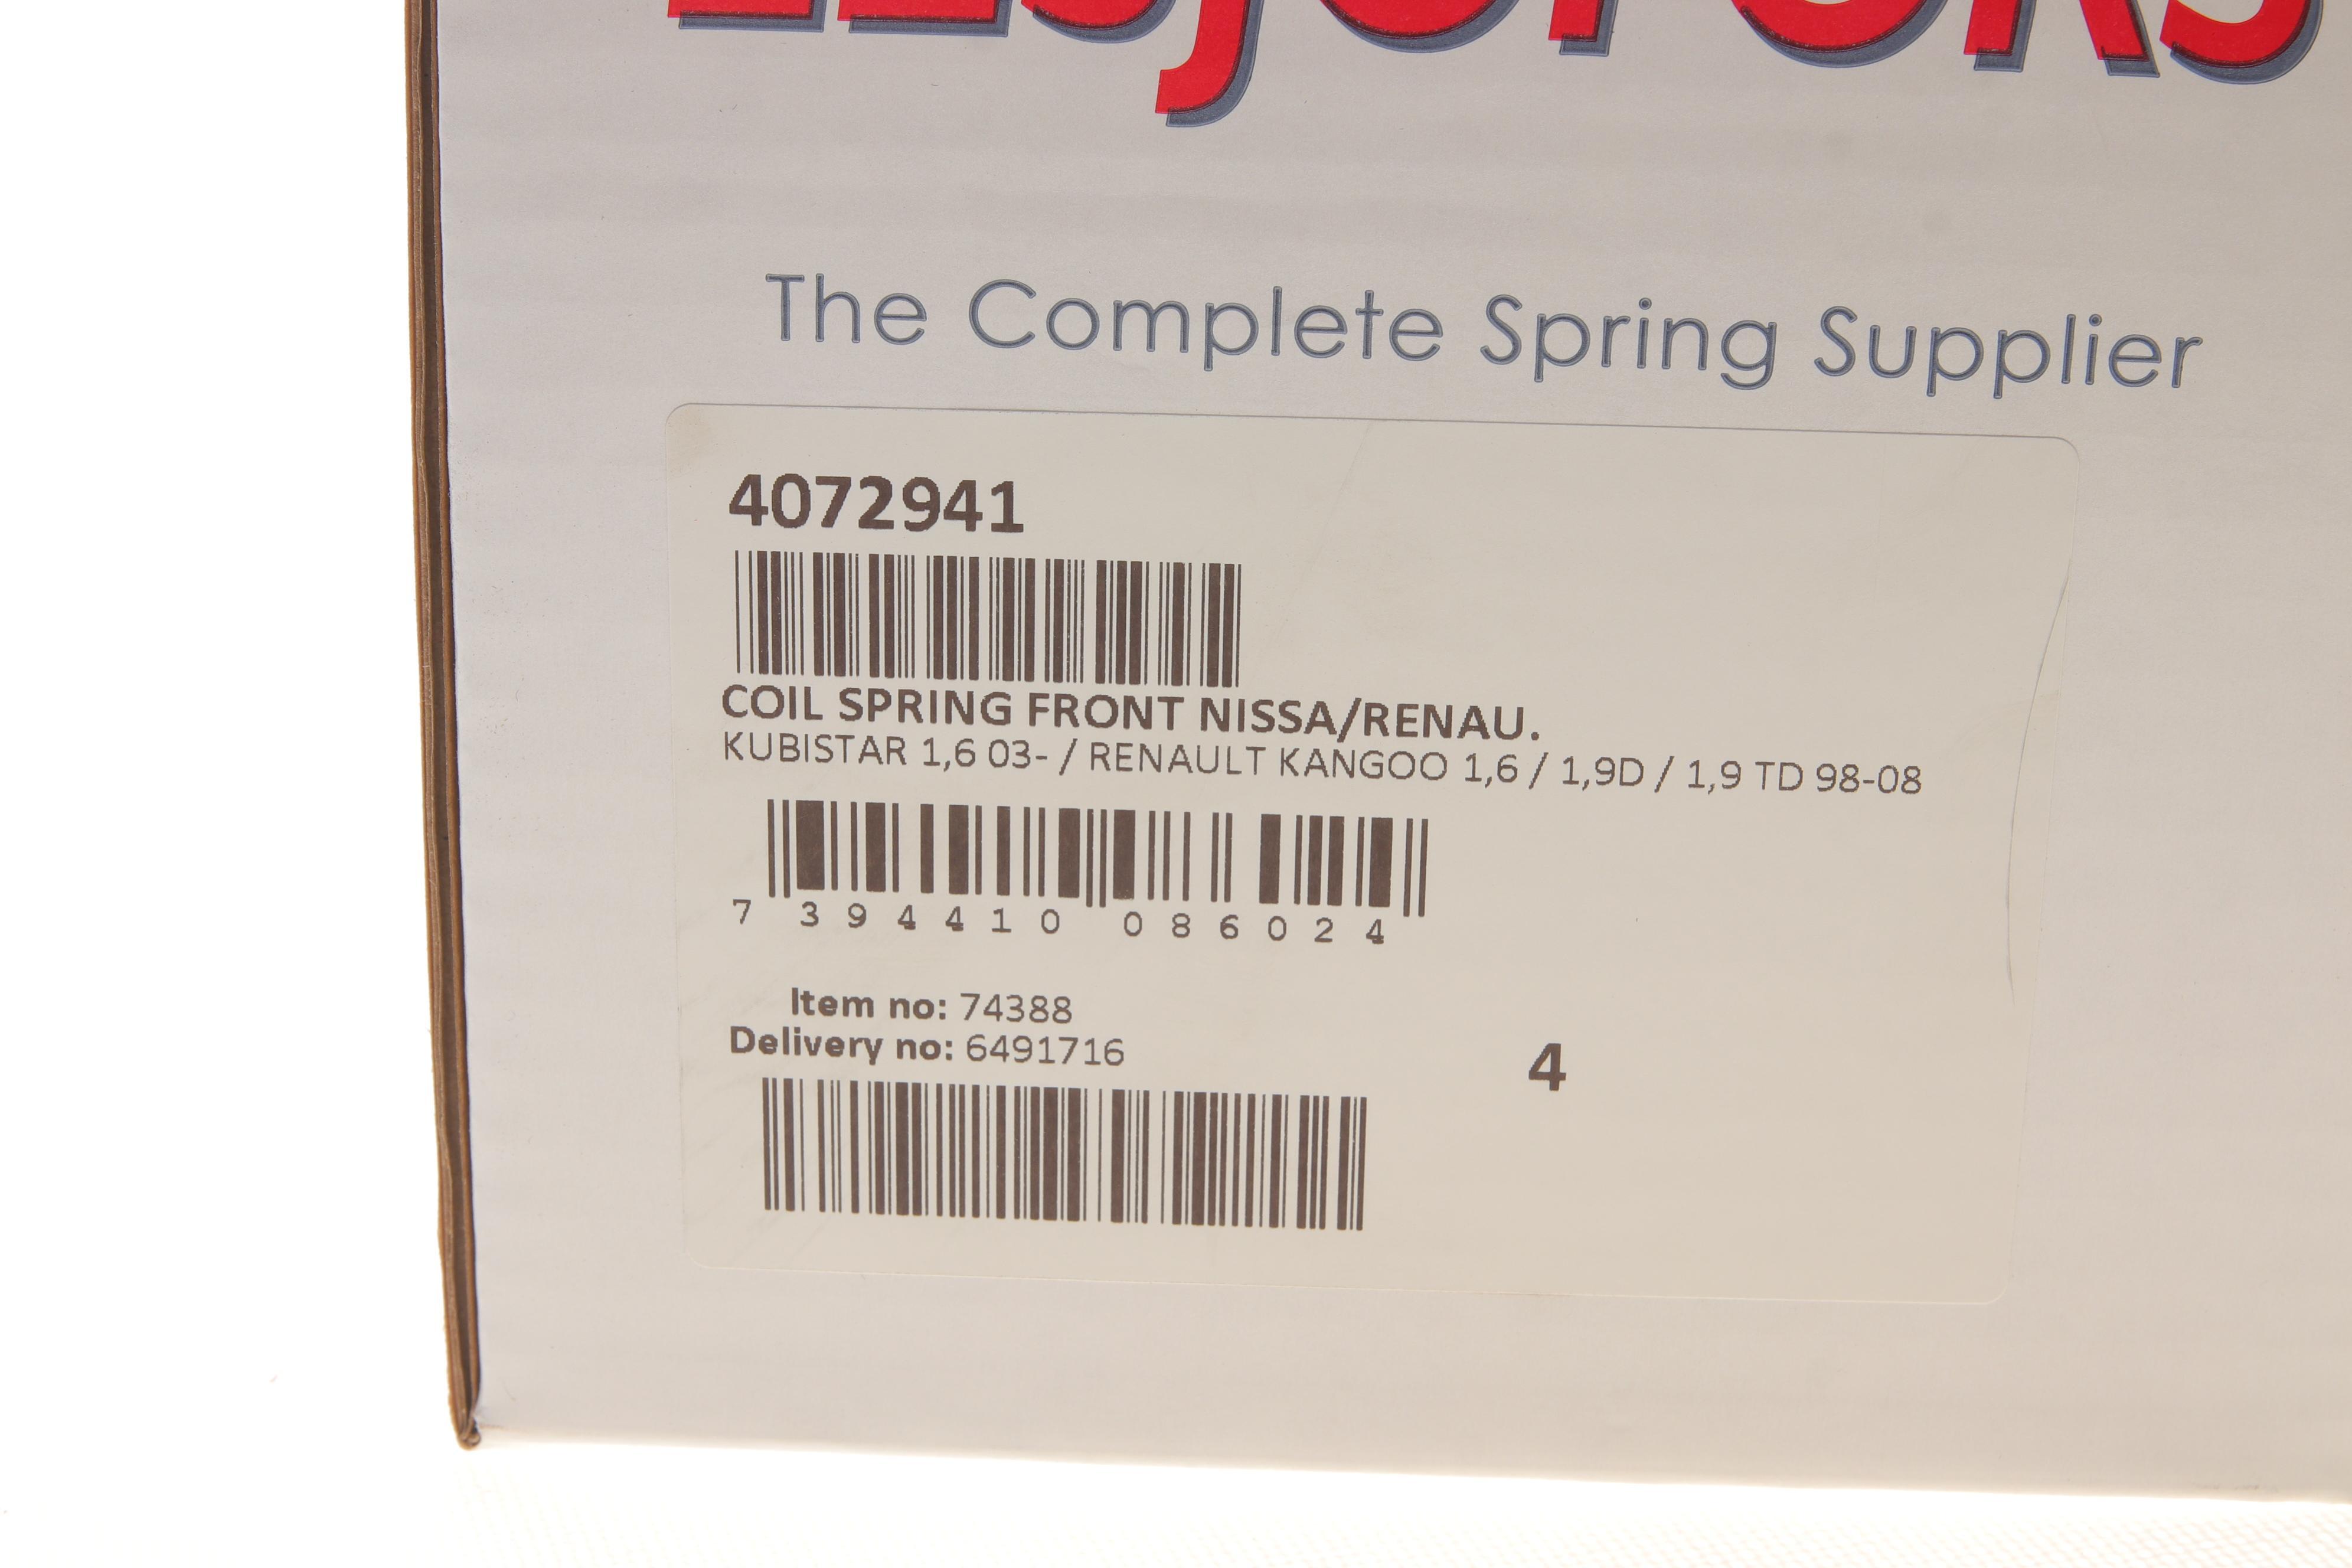 LESJÖFORS
The Complete Spring Supplier
4072941
COIL SPRING FRONT NISSA/RENAU.
KUBISTAR 1,6 03- / RENAULT KANGOO 1,6 / 1,9D / 1,9 TD 98-08
7 394410 086024
Item no: 74388
Delivery no: 6491716
4